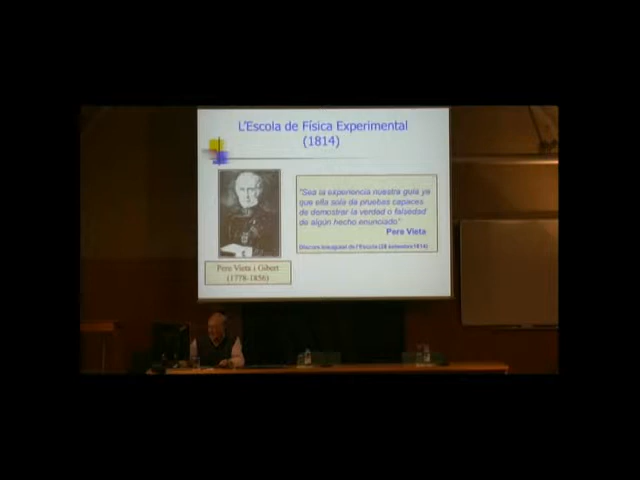 L'Escola de Física Experimental
(1814)
"Sea la experiencia nuestra guía ya
que ella sola da pruebas capaces
de demostrar la verdad o falsedad
de algún hecho enunciado"
Pere Vieta
Discurs inaugural de l'Escola (28 setembre 1814)
Pere Vieta i Gibert
(1778-1856)